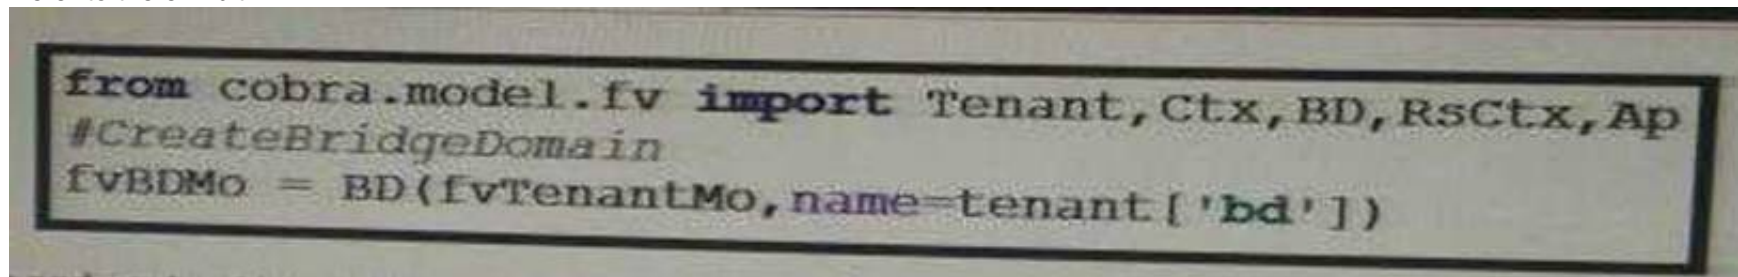 from cobra.model.fv import Tenant,Ctx,BD,RsCtx,Ap
#CreateBridgeDomain
fvBDMo = BD(fvTenantMo,name=tenant['bd'])